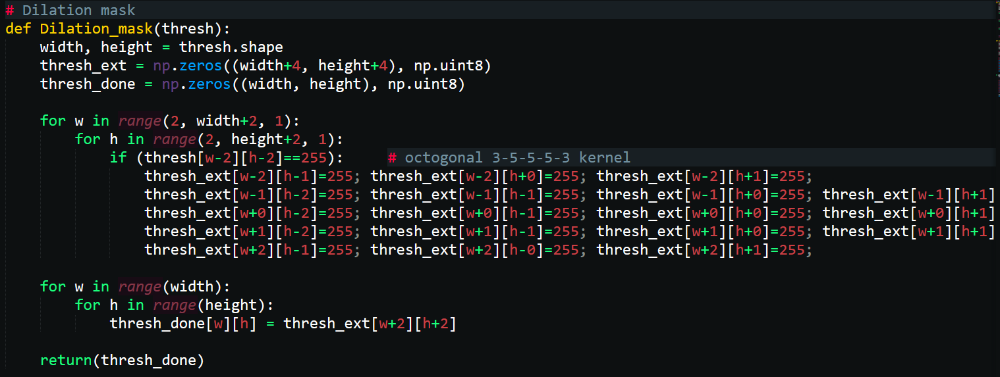 # Dilation mask
def Dilation_mask(thresh):
    width, height = thresh.shape
    thresh_ext = np.zeros((width+4, height+4), np.uint8)
    thresh_done = np.zeros((width, height), np.uint8)

    for w in range(2, width+2, 1):
        for h in range(2, height+2, 1):
            if (thresh[w-2][h-2]==255):     # octogonal 3-5-5-5-3 kernel
                thresh_ext[w-2][h-1]=255; thresh_ext[w-2][h+0]=255; thresh_ext[w-2][h+1]=255;
                thresh_ext[w-1][h-2]=255; thresh_ext[w-1][h-1]=255; thresh_ext[w-1][h+0]=255; thresh_ext[w-1][h+1]
                thresh_ext[w+0][h-2]=255; thresh_ext[w+0][h-1]=255; thresh_ext[w+0][h+0]=255; thresh_ext[w+0][h+1]
                thresh_ext[w+1][h-2]=255; thresh_ext[w+1][h-1]=255; thresh_ext[w+1][h+0]=255; thresh_ext[w+1][h+1]
                thresh_ext[w+2][h-1]=255; thresh_ext[w+2][h-0]=255; thresh_ext[w+2][h+1]=255;

    for w in range(width):
        for h in range(height):
            thresh_done[w][h] = thresh_ext[w+2][h+2]

    return(thresh_done)